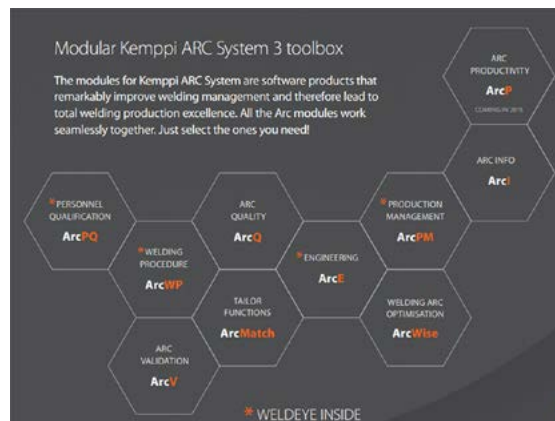 Modular Kemppi ARC System 3 toolbox
The modules for Kemppi ARC System are software products that
remarkably improve welding management and therefore lead to
total welding production excellence. All the Arc modules work
seamlessly together. Just select the ones you need!
ARC
PRODUCTIVITY
ArcP
COMING IN 2015
ARC INFO
ArcI
* PERSONNEL
QUALIFICATION
ArcPQ
ARC
QUALITY
ArcQ
* PRODUCTION
MANAGEMENT
ArcPM
* WELDING
PROCEDURE
ArcWP
* ENGINEERING
ArcE
TAILOR
FUNCTIONS
ArcMatch
WELDING ARC
OPTIMISATION
ArcWise
ARC
VALIDATION
ArcV
* WELDEYE INSIDE